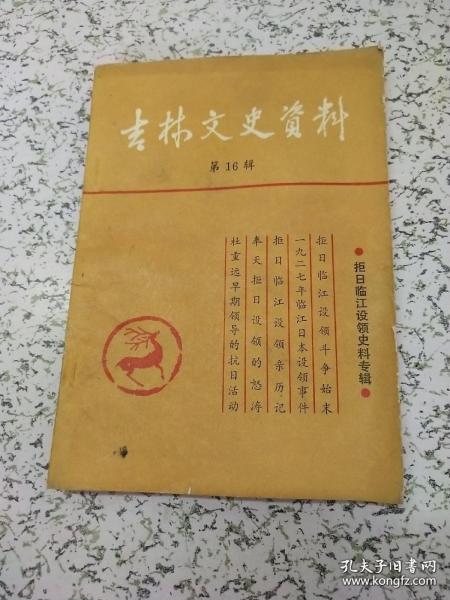 吉林文史资料
第16辑
●拒日临江设领史料专辑●
拒日临江设领斗争始末
一九二七年临江日本设领事件
拒日临江设领亲历记
奉天拒日设领的怒涛
杜重远早期领导的抗日活动
孔夫子旧书网
www.kongfz.com